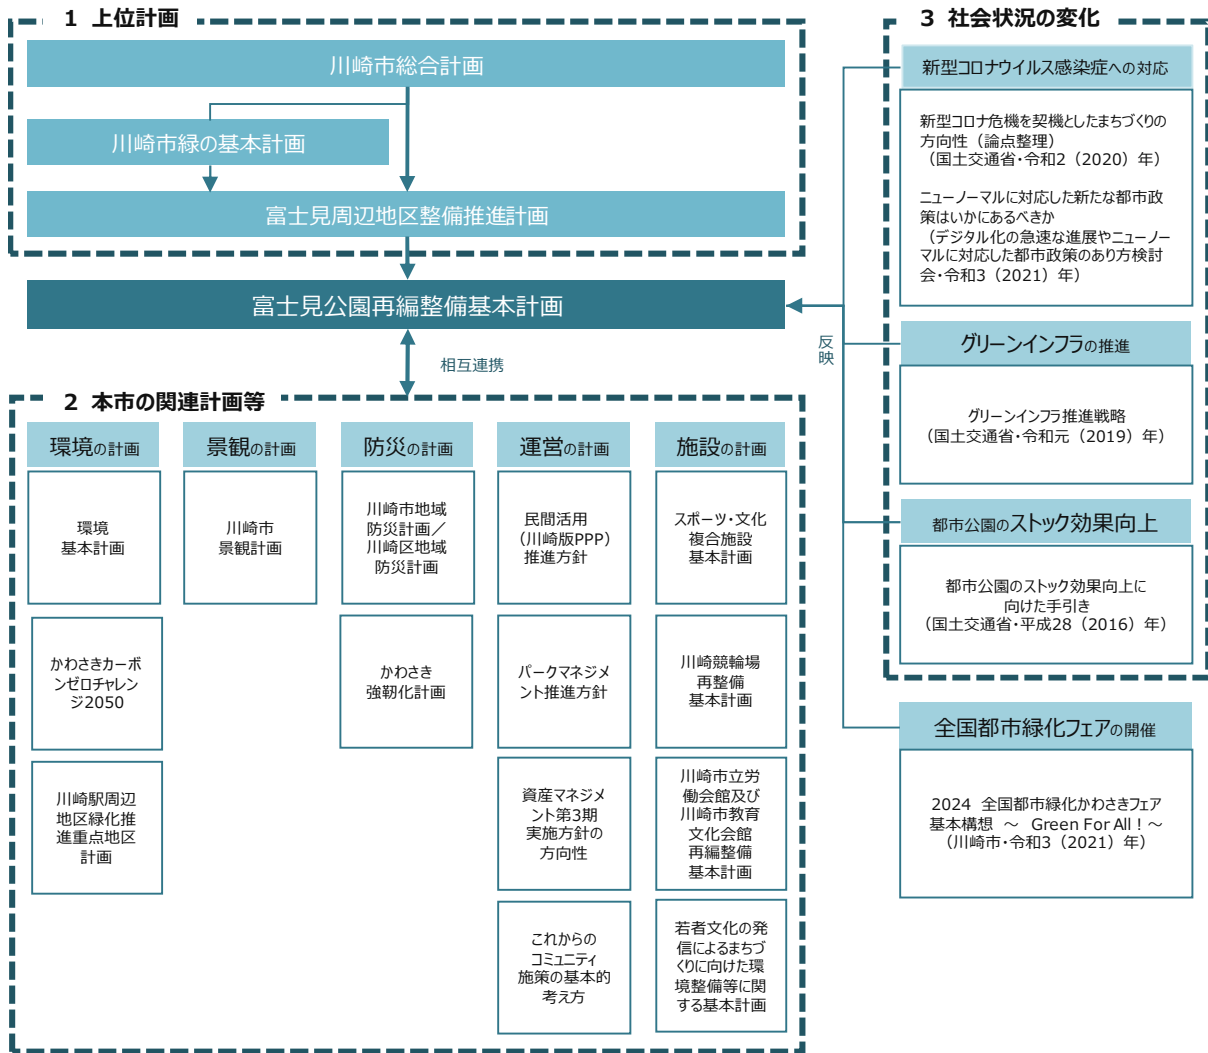 1 上位計画
川崎市総合計画
川崎市緑の基本計画
富士見周辺地区整備推進計画
富士見公園再編整備基本計画
相互連携
反映
2 本市の関連計画等
環境の計画
環境
基本計画
かわさきカーボ
ンゼロチャレン
ジ2050
川崎駅周辺
地区緑化推
進重点地区
計画
景観の計画
川崎市
景観計画
防災の計画
川崎市地域
防災計画／
川崎区地域
防災計画
かわさき
強靭化計画
運営の計画
民間活用
（川崎版PPP）
推進方針
パークマネジメ
ント推進方針
資産マネジメ
ント第3期
実施方針の
方向性
これからの
コミュニティ
施策の基本的
考え方
施設の計画
スポーツ・文化
複合施設
基本計画
川崎競輪場
再整備
基本計画
川崎市立労
働会館及び
川崎市教育
文化会館
再編整備
基本計画
若者文化の発
信によるまちづ
くりに向けた環
境整備等に関
する基本計画
3 社会状況の変化
新型コロナウイルス感染症への対応
新型コロナ危機を契機としたまちづくりの
方向性（論点整理）
（国土交通省・令和2（2020）年）
ニューノーマルに対応した新たな都市政
策はいかにあるべきか
（デジタル化の急速な進展やニューノー
マルに対応した都市政策のあり方検討
会・令和3（2021）年）
グリーンインフラの推進
グリーンインフラ推進戦略
（国土交通省・令和元（2019）年）
都市公園のストック効果向上
都市公園のストック効果向上に
向けた手引き
（国土交通省・平成28（2016）年）
全国都市緑化フェアの開催
2024 全国都市緑化かわさきフェア
基本構想 ～ Green For All！～
（川崎市・令和3（2021）年）